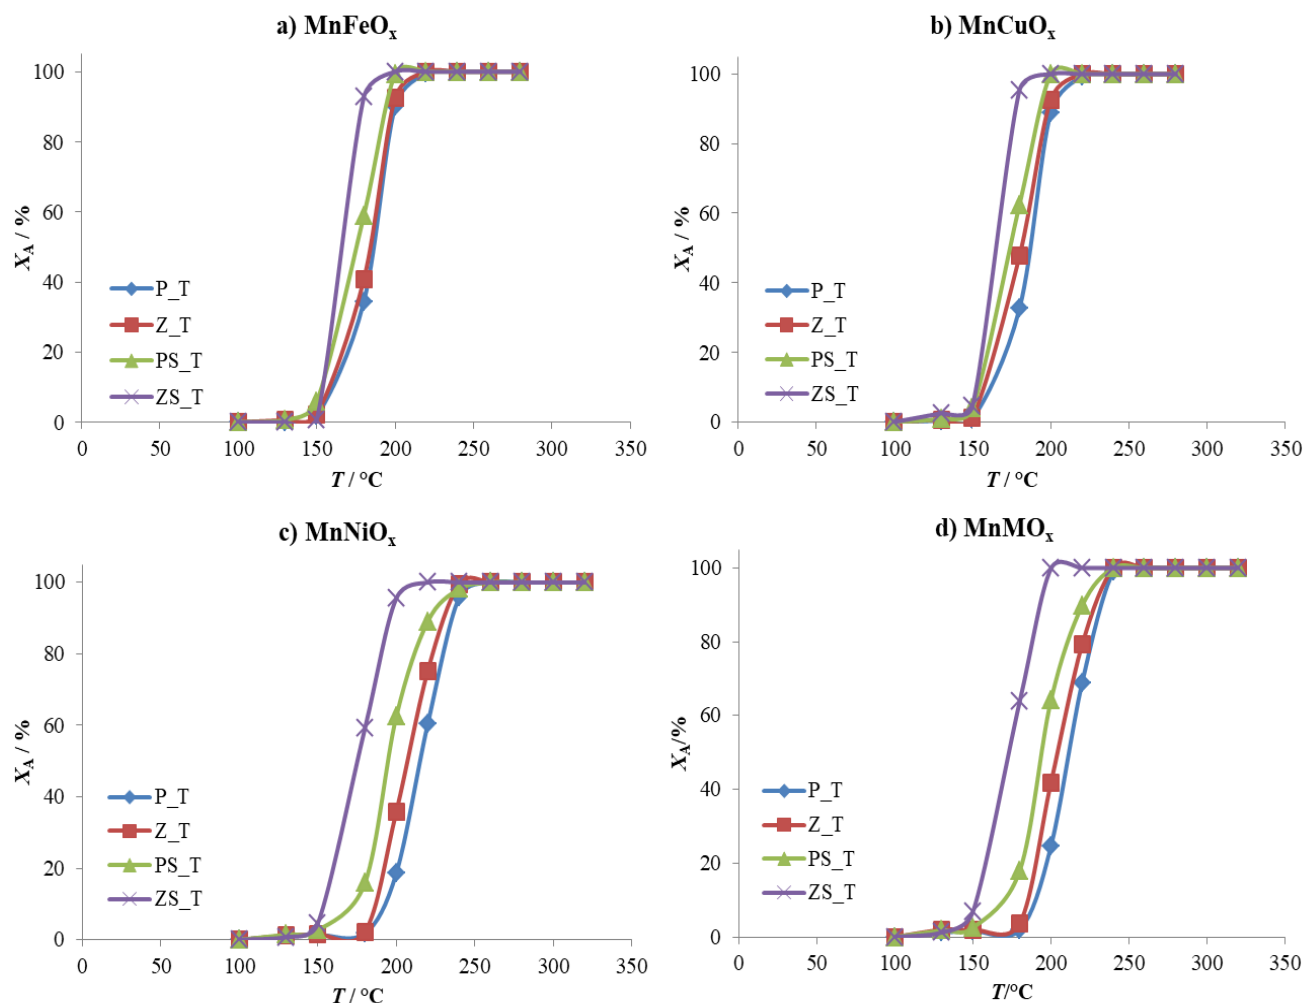 a) MnFeOx
100
80
60
40
20
0
XA / %
P_T
Z_T
PS_T
ZS_T
0 50 100 150 200 250 300 350
T / °C
b) MnCuOx
100
80
60
40
20
0
XA / %
P_T
Z_T
PS_T
ZS_T
0 50 100 150 200 250 300 350
T / °C
c) MnNiOx
100
80
60
40
20
0
XA / %
P_T
Z_T
PS_T
ZS_T
0 50 100 150 200 250 300 350
T / °C
d) MnMOx
100
80
60
40
20
0
XA/%
P_T
Z_T
PS_T
ZS_T
0 50 100 150 200 250 300 350
T/°C